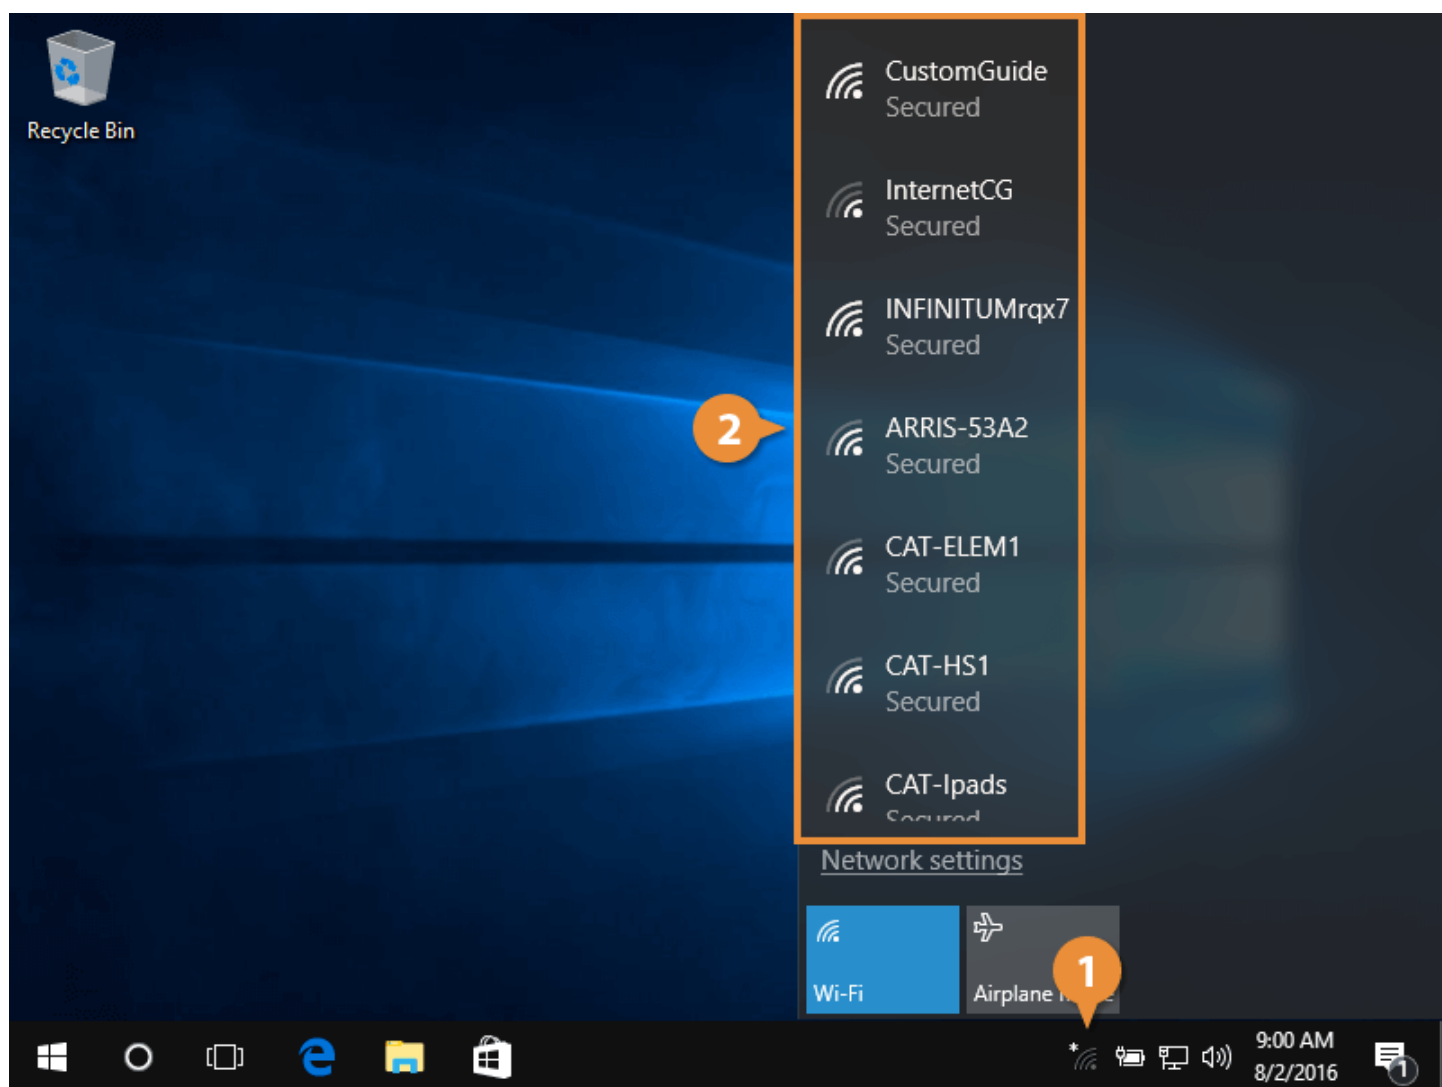 Recycle Bin
CustomGuide
Secured
InternetCG
Secured
INFINITUMrqx7
Secured
ARRIS-53A2
Secured
2
CAT-ELEM1
Secured
CAT-HS1
Secured
CAT-Ipads
Secured
Network settings
Wi-Fi
Airplane
1
9:00 AM
8/2/2016
1